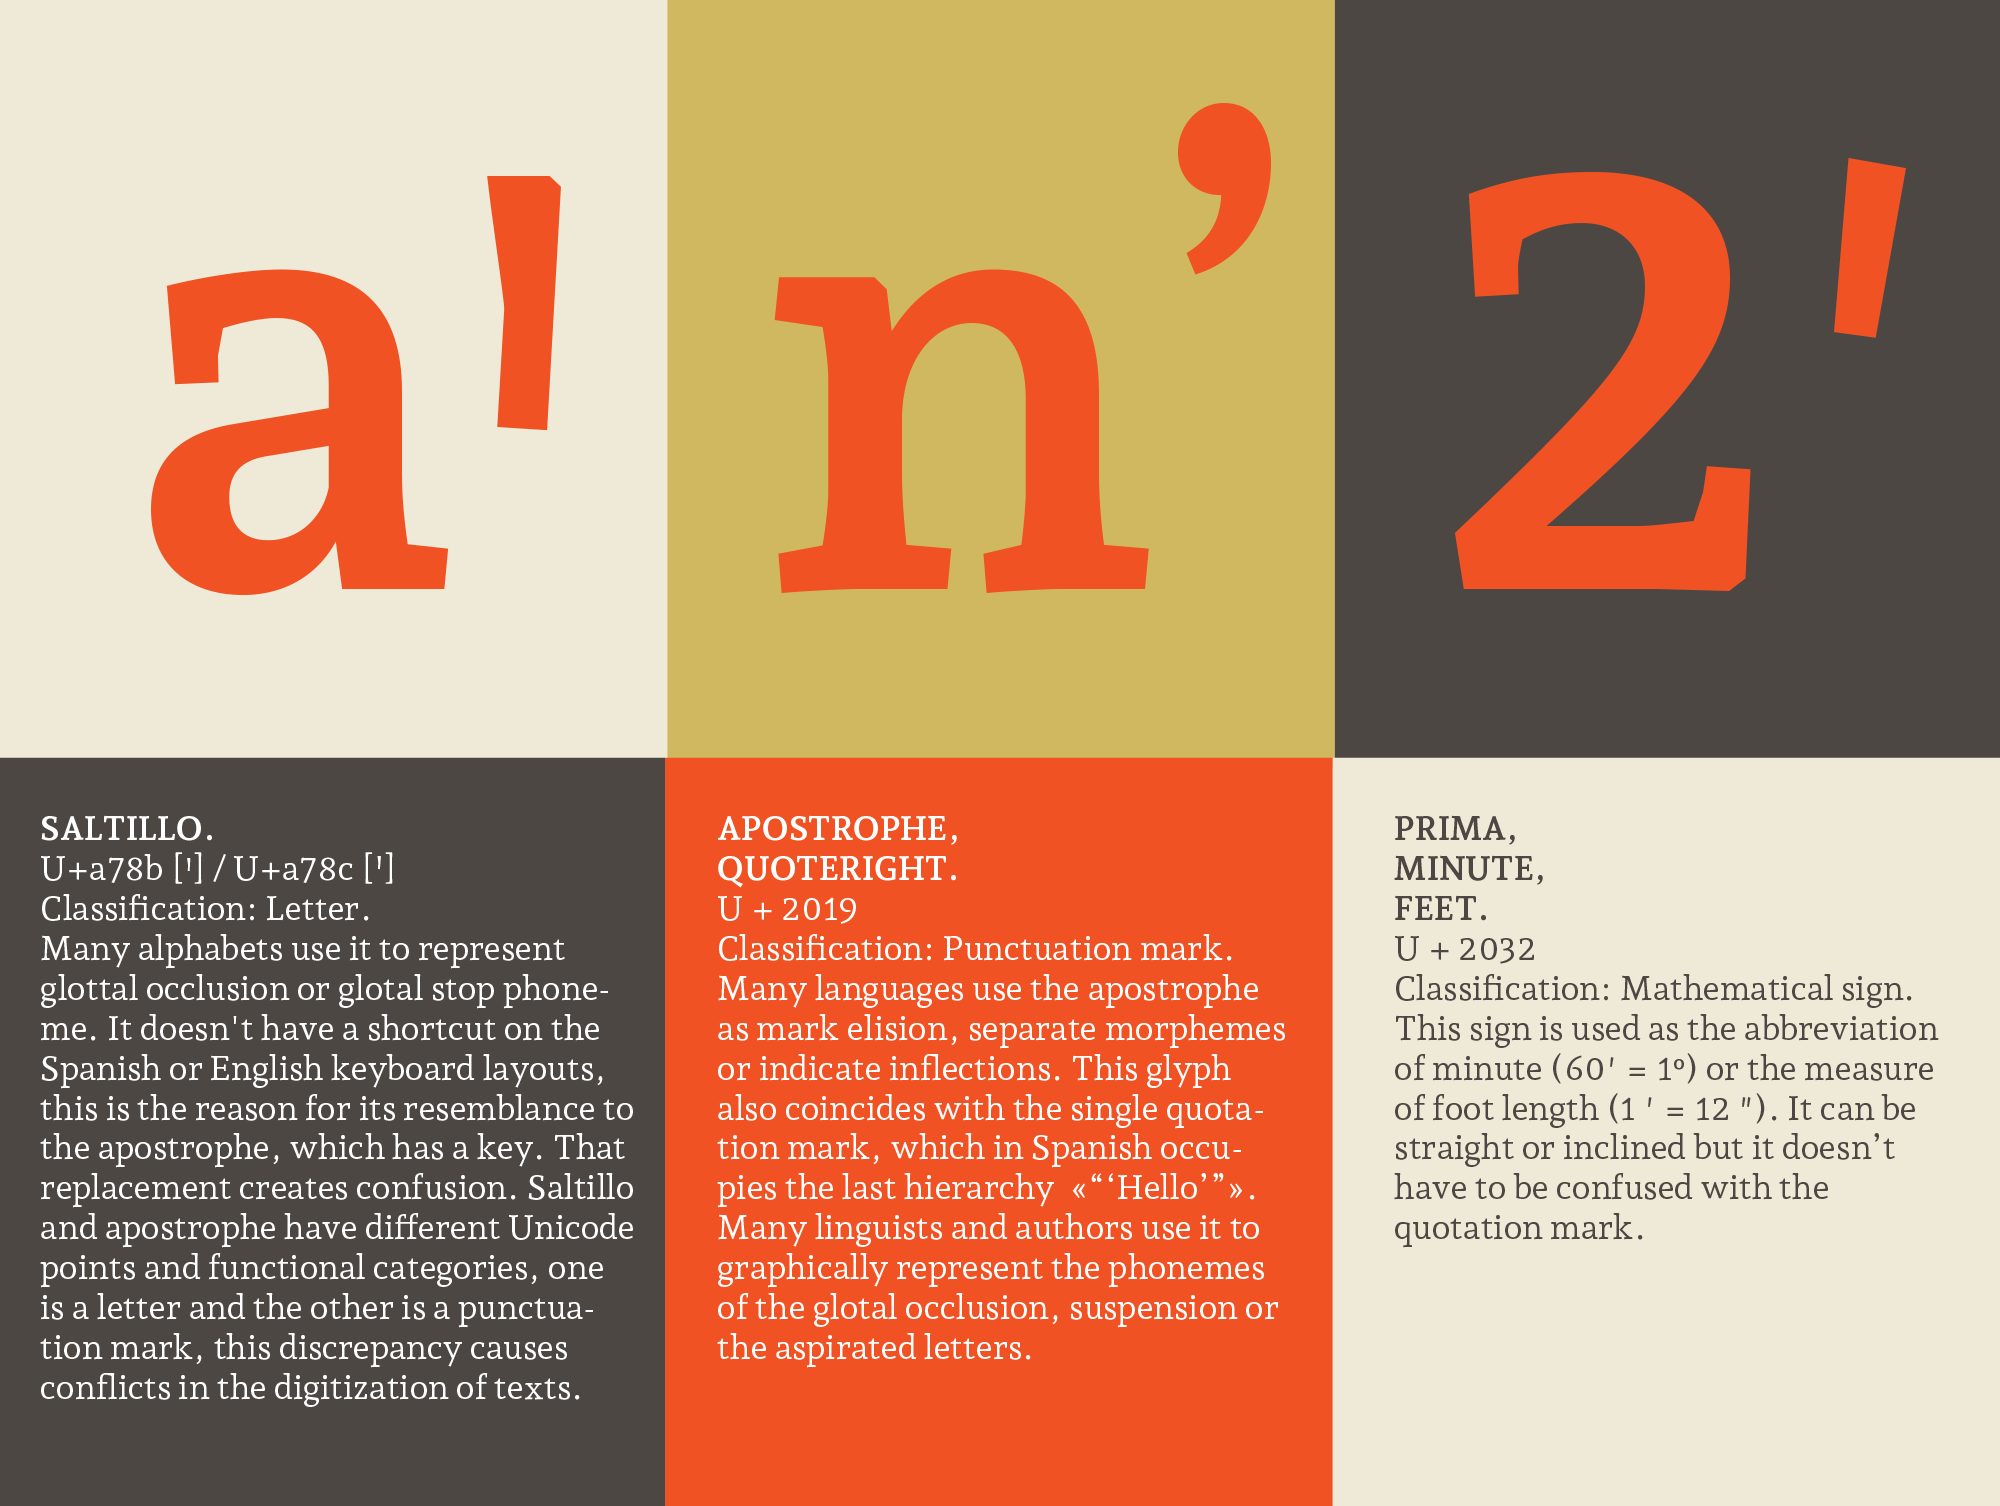 aꞌ
n’
2′
SALTILLO.
U+a78b [Ꞌ] / U+a78c [ꞌ]
Classification: Letter.
Many alphabets use it to represent
glottal occlusion or glotal stop phone-
me. It doesn't have a shortcut on the
Spanish or English keyboard layouts,
this is the reason for its resemblance to
the apostrophe, which has a key. That
replacement creates confusion. Saltillo
and apostrophe have different Unicode
points and functional categories, one
is a letter and the other is a punctua-
tion mark, this discrepancy causes
conflicts in the digitization of texts.
APOSTROPHE,
QUOTERIGHT.
U + 2019
Classification: Punctuation mark.
Many languages use the apostrophe
as mark elision, separate morphemes
or indicate inflections. This glyph
also coincides with the single quota-
tion mark, which in Spanish occu-
pies the last hierarchy «“‘Hello’”».
Many linguists and authors use it to
graphically represent the phonemes
of the glotal occlusion, suspension or
the aspirated letters.
PRIMA,
MINUTE,
FEET.
U + 2032
Classification: Mathematical sign.
This sign is used as the abbreviation
of minute (60′ = 1º) or the measure
of foot length (1 ′ = 12 ″). It can be
straight or inclined but it doesn’t
have to be confused with the
quotation mark.